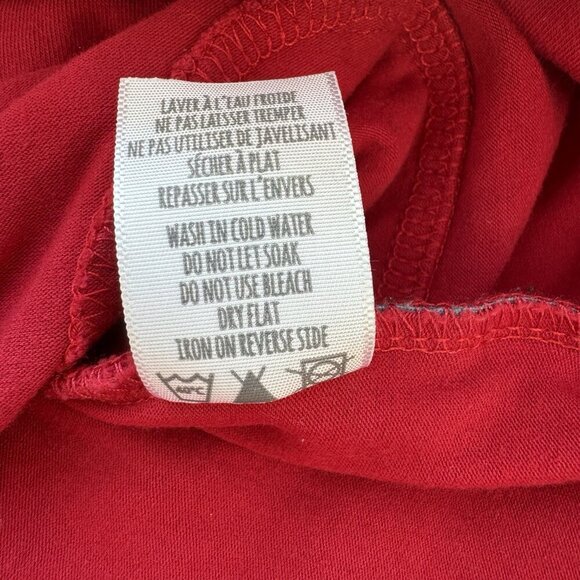 LAVER À L'EAU FROIDE
NE PAS LAISSER TREMPER
NE PAS UTILISER DE JAVELISANT
SÉCHER À PLAT
REPASSER SUR L'ENVERS
WASH IN COLD WATER
DO NOT LET SOAK
DO NOT USE BLEACH
DRY FLAT
IRON ON REVERSE SIDE